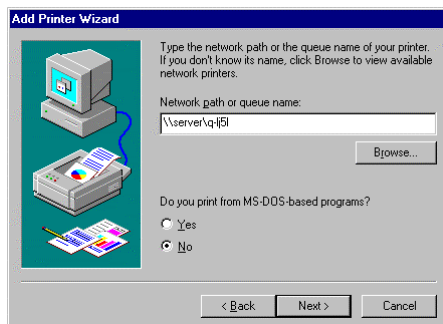 Add Printer Wizard
Type the network path or the queue name of your printer.
If you don't know its name, click Browse to view available
network printers.
Network path or queue name:
\\server\q-lj5l
Browse...
Do you print from MS-DOS-based programs?
Yes
No
< Back Next > Cancel